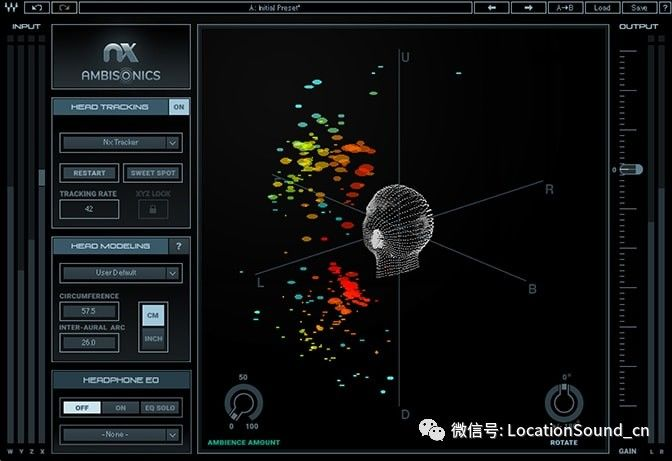 A: Initial Preset*
A→B
Load
Save
?
INPUT
OUTPUT
nx
AMBISONICS
HEAD TRACKING
ON
Nx Tracker
RESTART
SWEET SPOT
TRACKING RATE
XYZ LOCK
42
HEAD MODELING
?
User Default
CIRCUMFERENCE
57.5
CM
INTER-AURAL ARC
26.0
INCH
HEADPHONE EQ
OFF
ON
EQ SOLO
- None -
W Y Z X
U
R
L
B
D
50
0
100
AMBIENCE AMOUNT
0°
ROTATE
0
GAIN
L R
微信号: LocationSound_cn